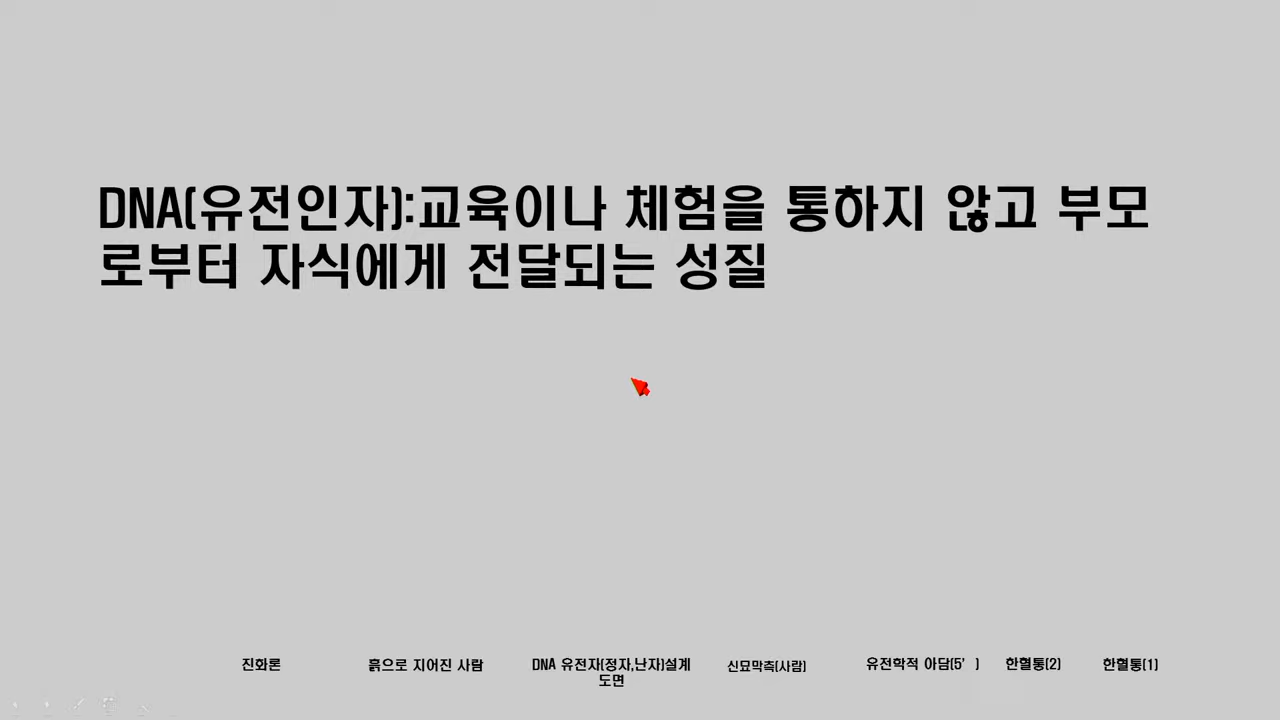 DNA(유전인자):교육이나 체험을 통하지 않고 부모
로부터 자식에게 전달되는 성질
진화론
흙으로 지어진 사람
DNA 유전자(정자,난자)설계
도면
신묘막측(사람)
유전학적 아담(5' )
한혈통(2)
한혈통(1)